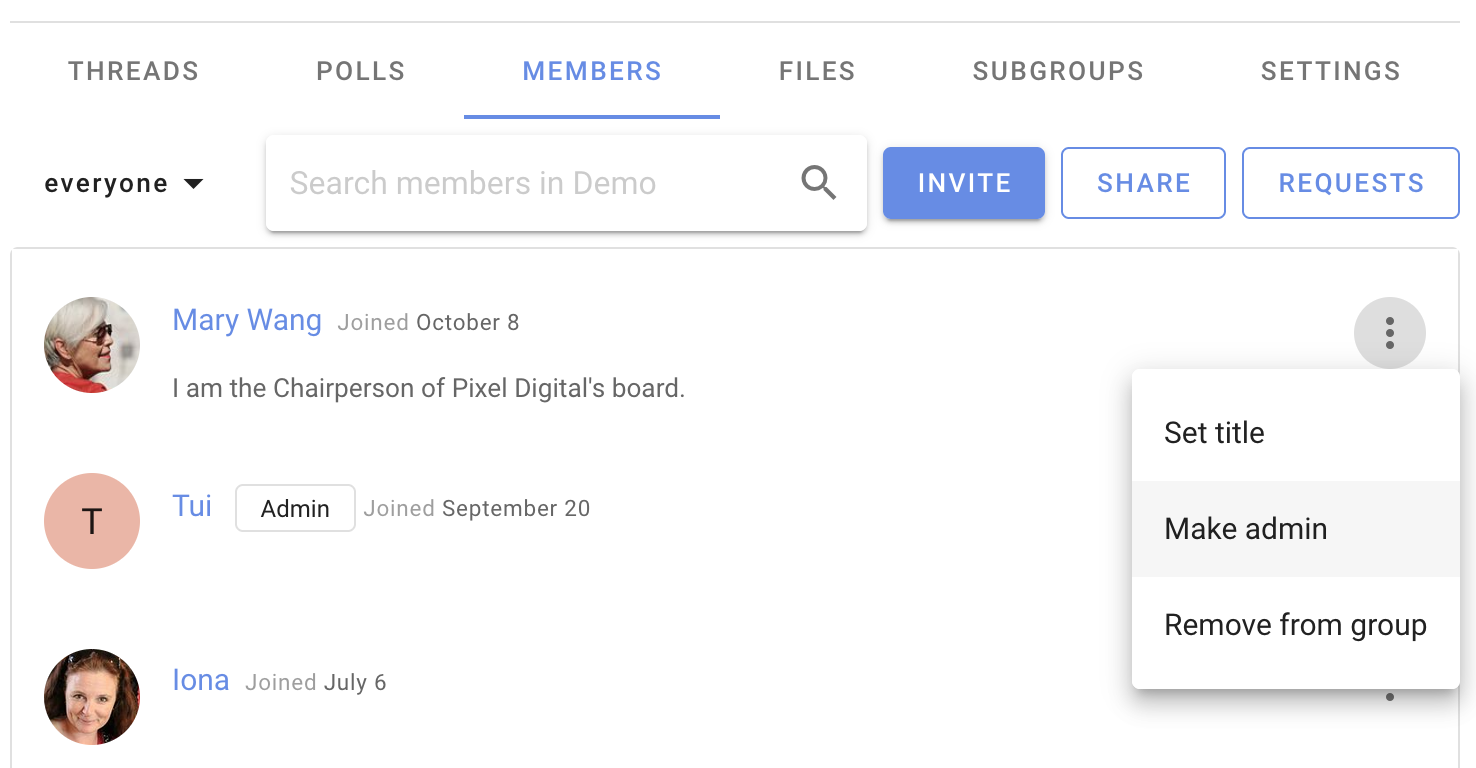 THREADS POLLS MEMBERS FILES SUBGROUPS SETTINGS
everyone Search members in Demo INVITE SHARE REQUESTS
Mary Wang Joined October 8
I am the Chairperson of Pixel Digital's board.
Set title
T Tui Admin Joined September 20
Make admin
Remove from group
Iona Joined July 6